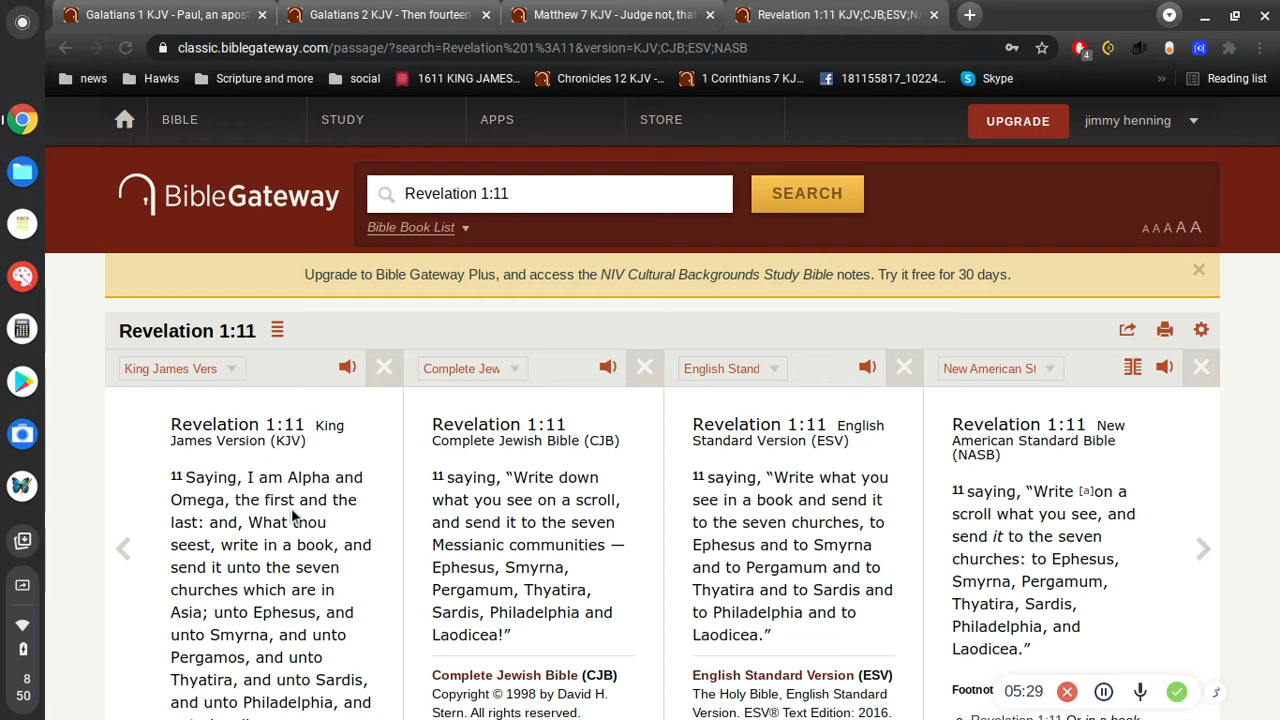 Galatians 1 KJV - Paul, an apost
Galatians 2 KJV - Then fourteen
Matthew 7 KJV - Judge not, that
Revelation 1:11 KJV;CJB;ESV;N
classic.biblegateway.com/passage/?search=Revelation%201%3A11&version=KJV;CJB;ESV;NASB
4
news
Hawks
Scripture and more
social
1611 KING JAMES...
Chronicles 12 KJV -...
1 Corinthians 7 KJ...
181155817_10224...
Skype
»
Reading list
BIBLE
STUDY
APPS
STORE
UPGRADE
jimmy henning
BibleGateway
Revelation 1:11
SEARCH
Bible Book List
A A A A A
Upgrade to Bible Gateway Plus, and access the NIV Cultural Backgrounds Study Bible notes. Try it free for 30 days.
Revelation 1:11
King James Vers
Complete Jew
English Stand
New American St
Revelation 1:11 King
James Version (KJV)
11 Saying, I am Alpha and
Omega, the first and the
last: and, What thou
seest, write in a book, and
send it unto the seven
churches which are in
Asia; unto Ephesus, and
unto Smyrna, and unto
Pergamos, and unto
Thyatira, and unto Sardis,
and unto Philadelphia, and
Revelation 1:11
Complete Jewish Bible (CJB)
11 saying, “Write down
what you see on a scroll,
and send it to the seven
Messianic communities —
Ephesus, Smyrna,
Pergamum, Thyatira,
Sardis, Philadelphia and
Laodicea!”
Complete Jewish Bible (CJB)
Copyright © 1998 by David H.
Stern. All rights reserved.
Revelation 1:11 English
Standard Version (ESV)
11 saying, “Write what you
see in a book and send it
to the seven churches, to
Ephesus and to Smyrna
and to Pergamum and to
Thyatira and to Sardis and
to Philadelphia and to
Laodicea.”
English Standard Version (ESV)
The Holy Bible, English Standard
Version. ESV® Text Edition: 2016.
Revelation 1:11 New
American Standard Bible
(NASB)
11 saying, “Write [a]on a
scroll what you see, and
send it to the seven
churches: to Ephesus,
Smyrna, Pergamum,
Thyatira, Sardis,
Philadelphia, and
Laodicea.”
Footnot
a. Revelation 1:11 Or in a book
05:29
8
50